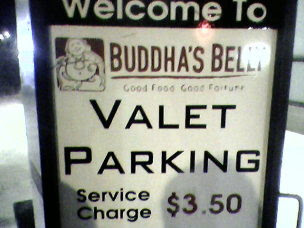 Welcome To
BUDDHA'S BELLY
Good Food Good Fortune
VALET
PARKING
Service
Charge $3.50